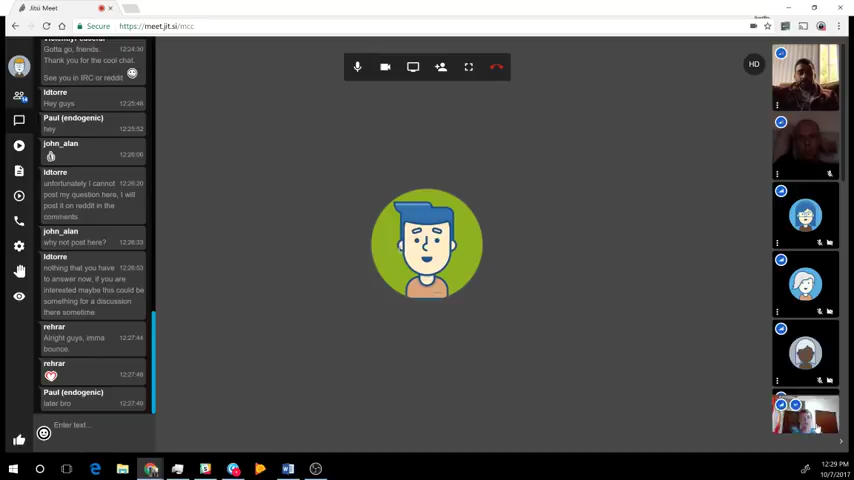 Jitsi Meet
Secure
https://meet.jit.si/mcc
Gotta go, friends.
12:24:30
Thank you for the cool chat.
See you in IRC or reddit
ldtorre
Hey guys
12:25:48
Paul (endogenic)
hey
12:25:52
john_alan
12:26:06
ldtorre
unfortunately I cannot
12:26:20
post my question here, I will
post it on reddit in the
comments
john_alan
why not post here?
12:26:33
ldtorre
nothing that you have
12:26:53
to answer now, if you are
interested maybe this could be
something for a discussion
there sometime
rehrar
Alright guys, imma
12:27:44
bounce.
rehrar
12:27:48
Paul (endogenic)
later bro
12:27:49
Enter text...
HD
12:29 PM
10/7/2017